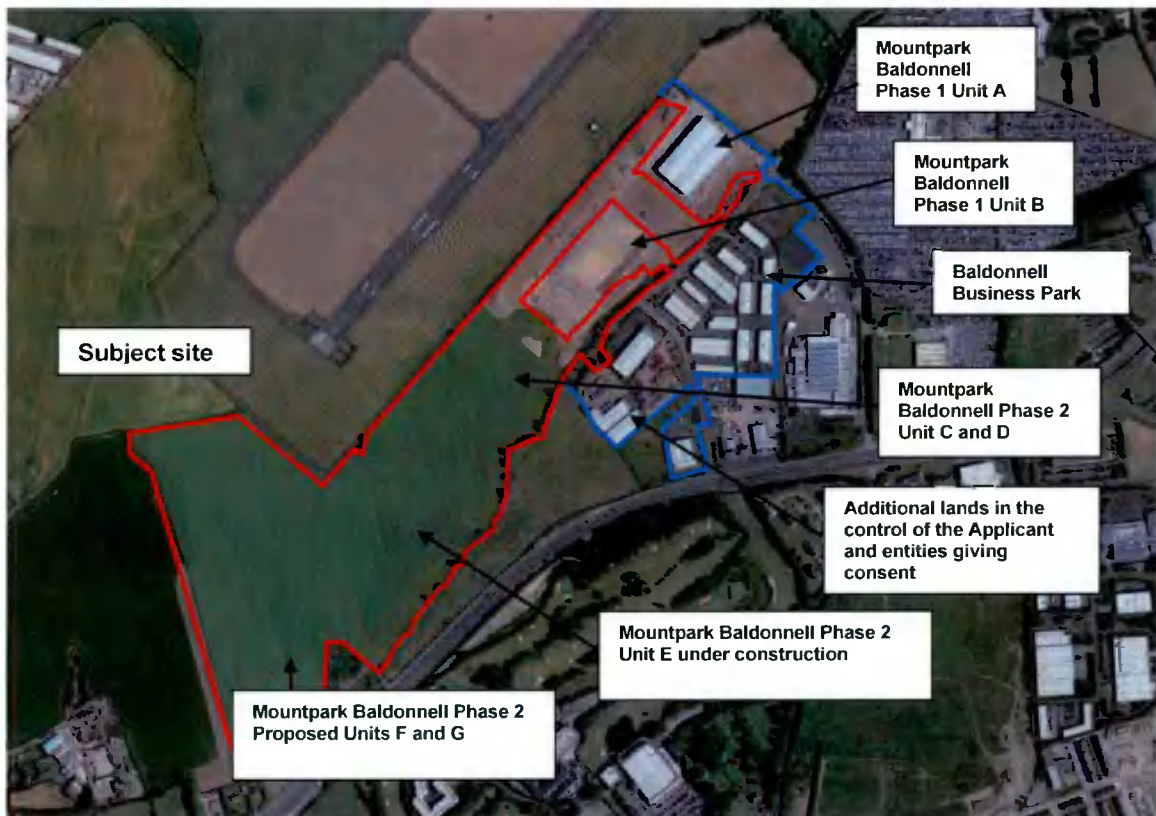 Mountpark
Baldonnell
Phase 1 Unit A
Mountpark
Baldonnell
Phase 1 Unit B
Baldonnell
Business Park
Subject site
Mountpark
Baldonnell Phase 2
Unit C and D
Additional lands in the
control of the Applicant
and entities giving
consent
Mountpark Baldonnell Phase 2
Unit E under construction
Mountpark Baldonnell Phase 2
Proposed Units F and G